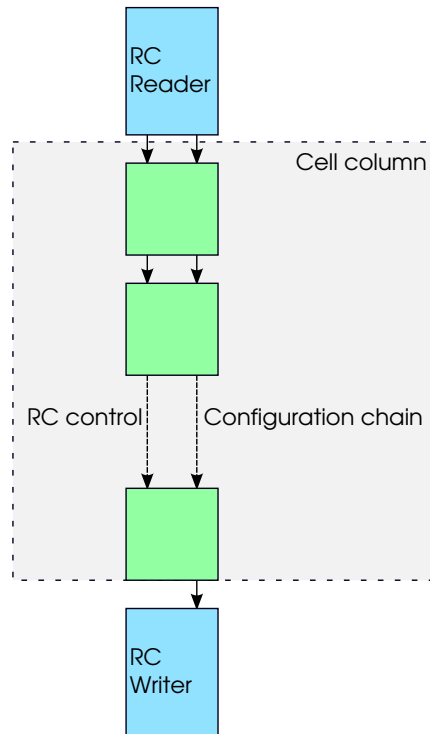 RC
Reader
Cell column
RC control
Configuration chain
RC
Writer